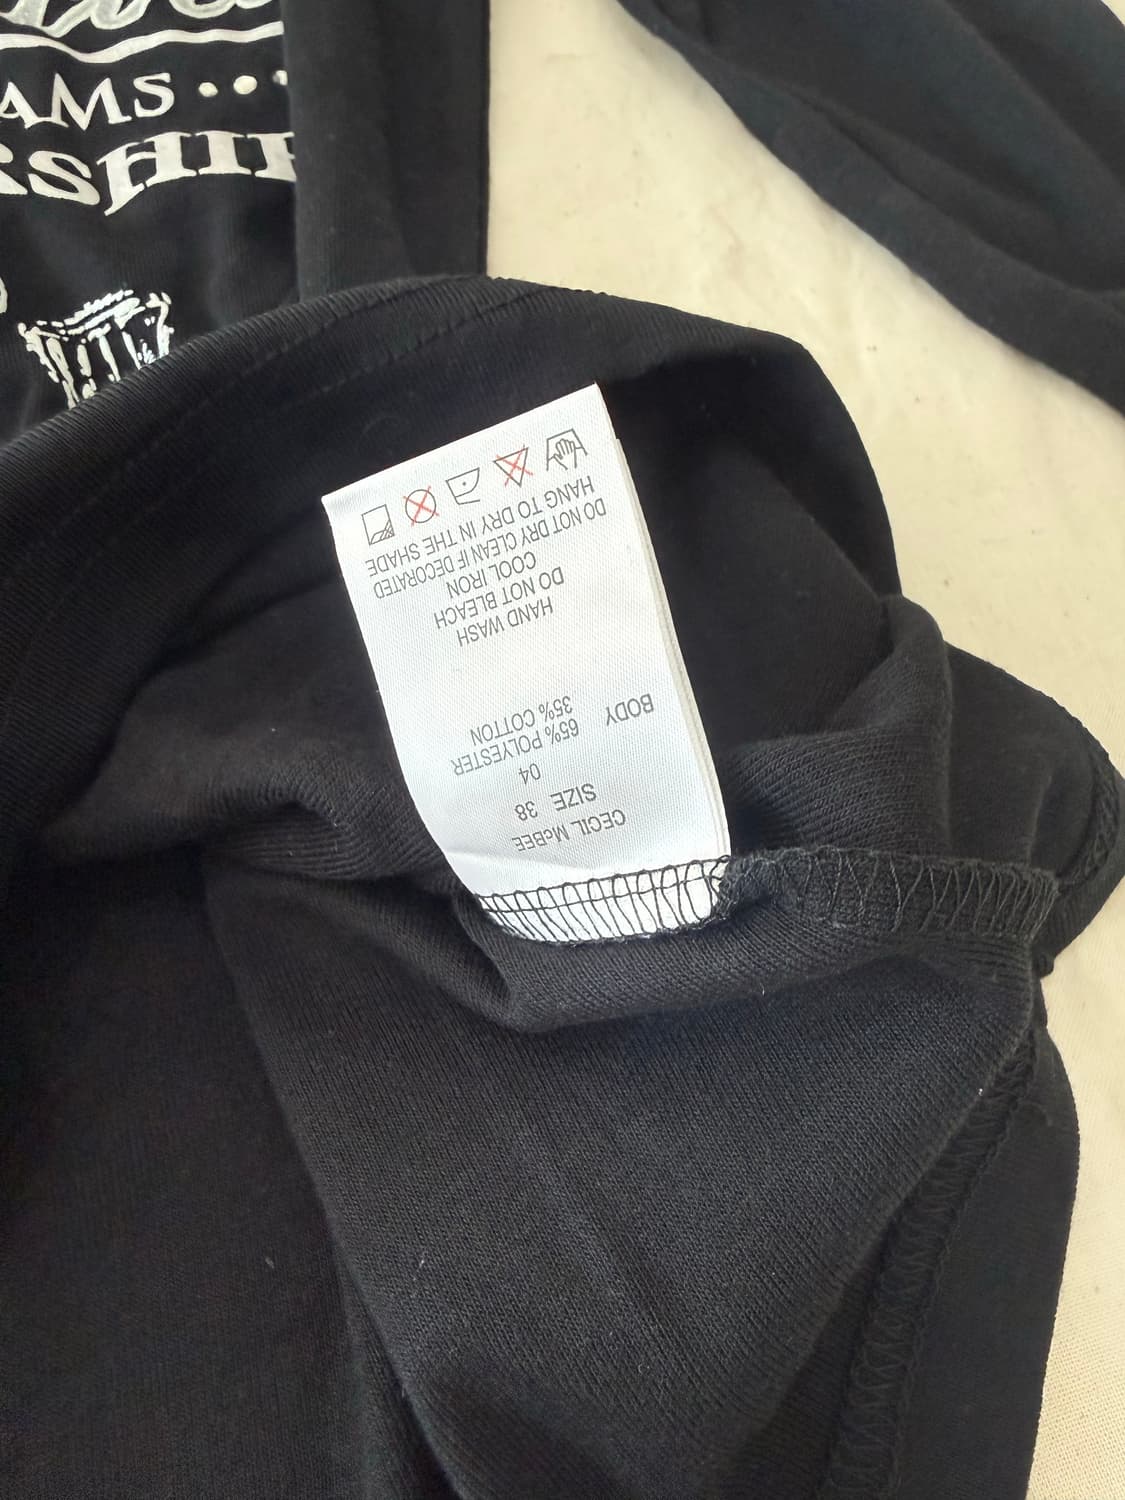 AMS...
RSHIP
CECIL McBEE
SIZE 38
04
BODY 65% POLYESTER
35% COTTON
HAND WASH
DO NOT BLEACH
COOL IRON
DO NOT DRY CLEAN IF DECORATED
HANG TO DRY IN THE SHADE